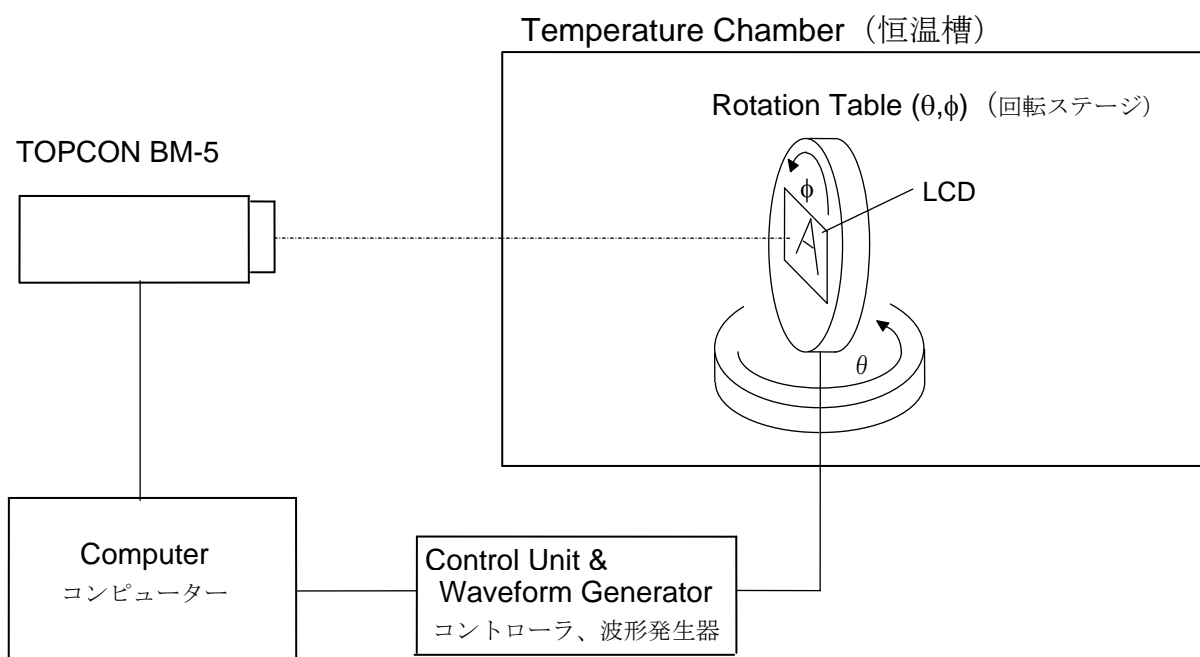 Temperature Chamber（恒温槽）
Rotation Table (θ,ϕ)（回転ステージ）
TOPCON BM-5
ϕ
LCD
A
θ
Computer
コンピューター
Control Unit &
Waveform Generator
コントローラ、波形発生器